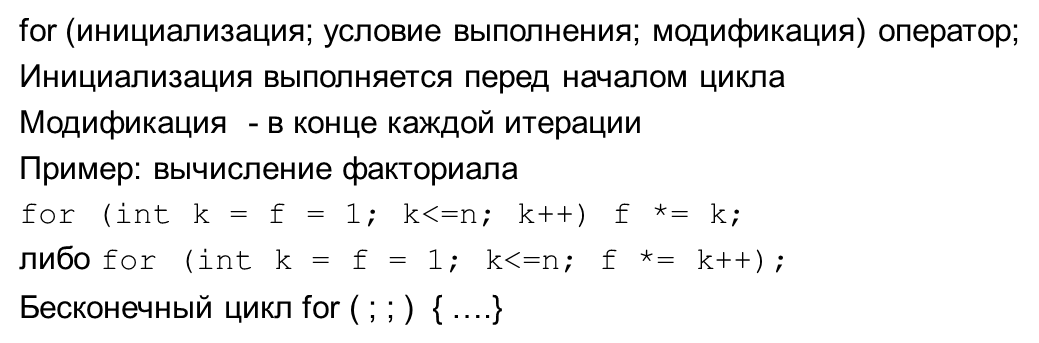 for (инициализация; условие выполнения; модификация) оператор;
Инициализация выполняется перед началом цикла
Модификация - в конце каждой итерации
Пример: вычисление факториала
for (int k = f = 1; k<=n; k++) f *= k;
либо for (int k = f = 1; k<=n; f *= k++);
Бесконечный цикл for ( ; ; ) { ….}